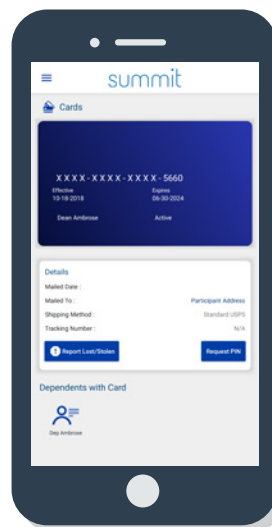 summit
Cards
XXXX-XXXX-XXXX-5660
Effective Expires
10-18-2018 06-30-2024
Dean Ambrose Active
Details
Mailed Date :
Mailed To : Participant Address
Shipping Method : Standard USPS
Tracking Number : N/A
Report Lost/Stolen Request PIN
Dependents with Card
Dep Ambrose